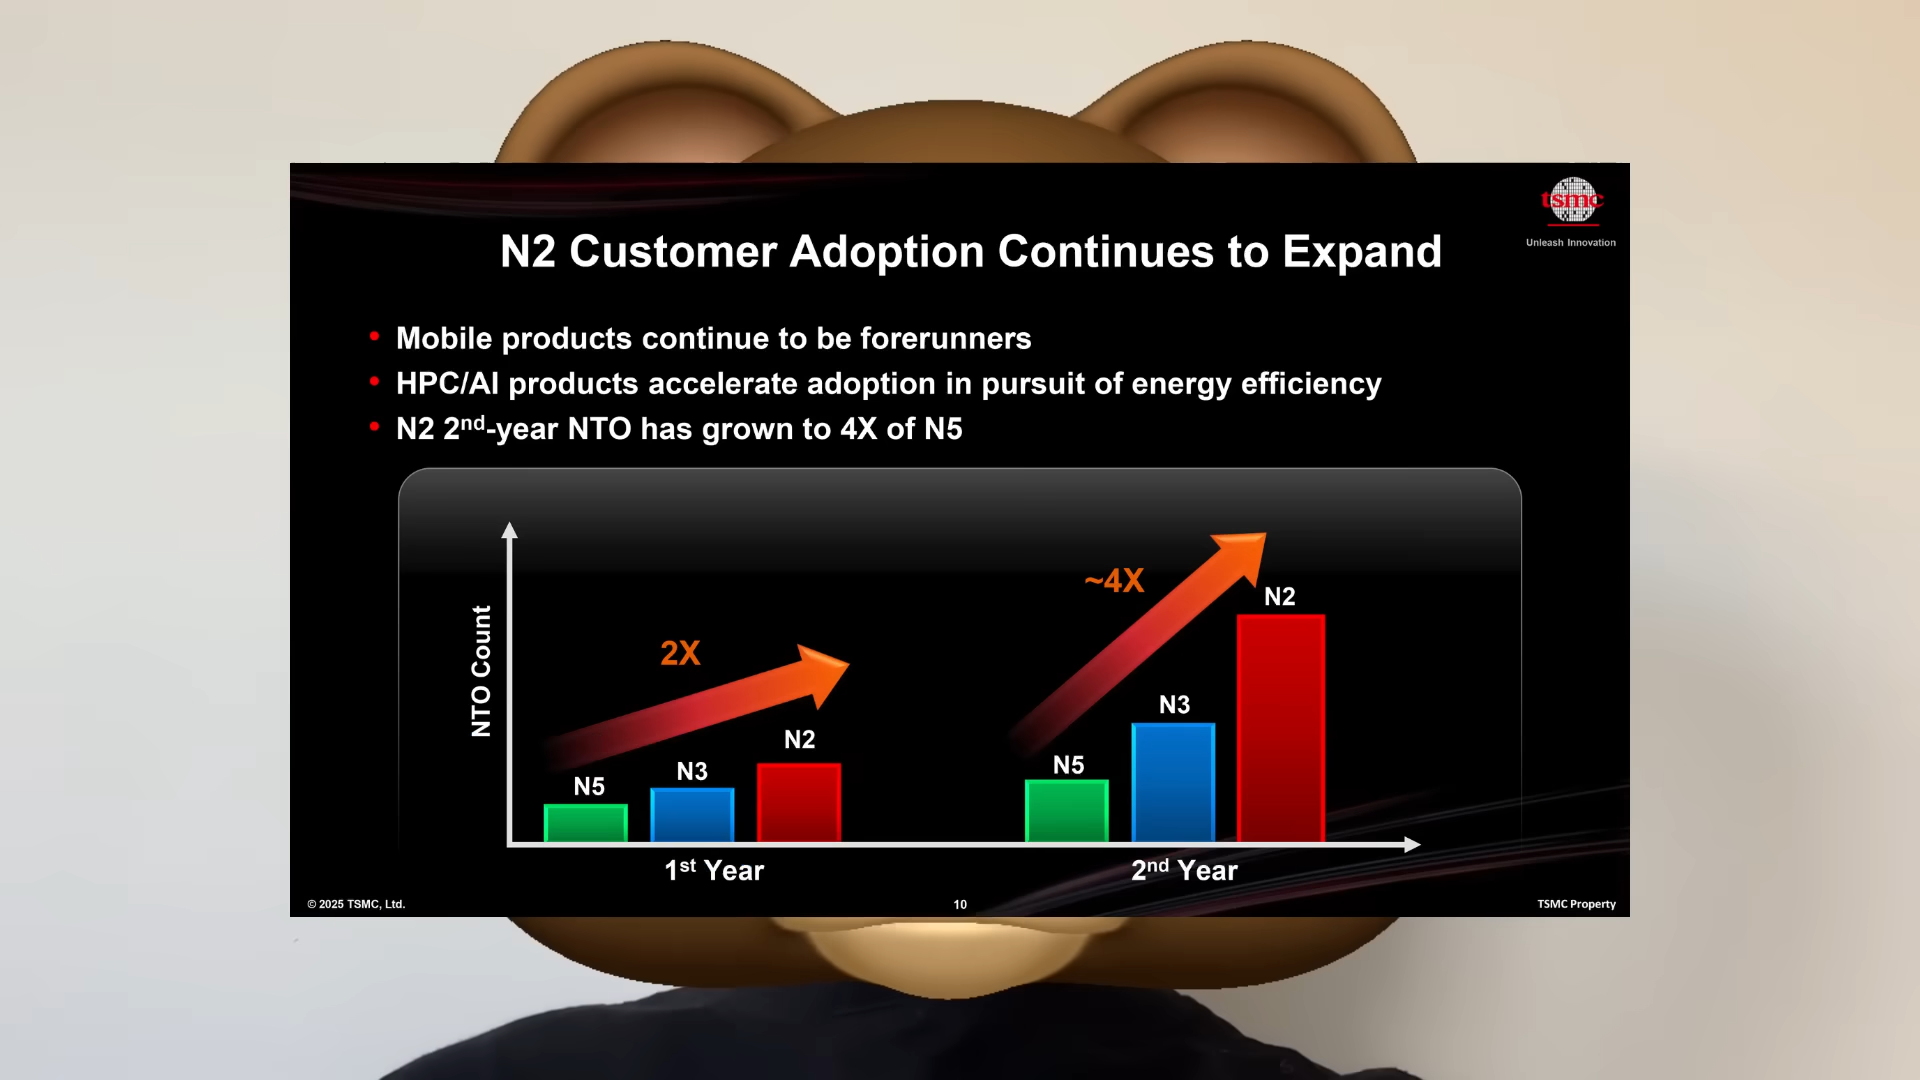 tsmc
Unleash Innovation
N2 Customer Adoption Continues to Expand
• Mobile products continue to be forerunners
• HPC/AI products accelerate adoption in pursuit of energy efficiency
• N2 2nd-year NTO has grown to 4X of N5
NTO Count
2X
N5
N3
N2
~4X
N5
N3
N2
1st Year
2nd Year
© 2025 TSMC, Ltd.
10
TSMC Property